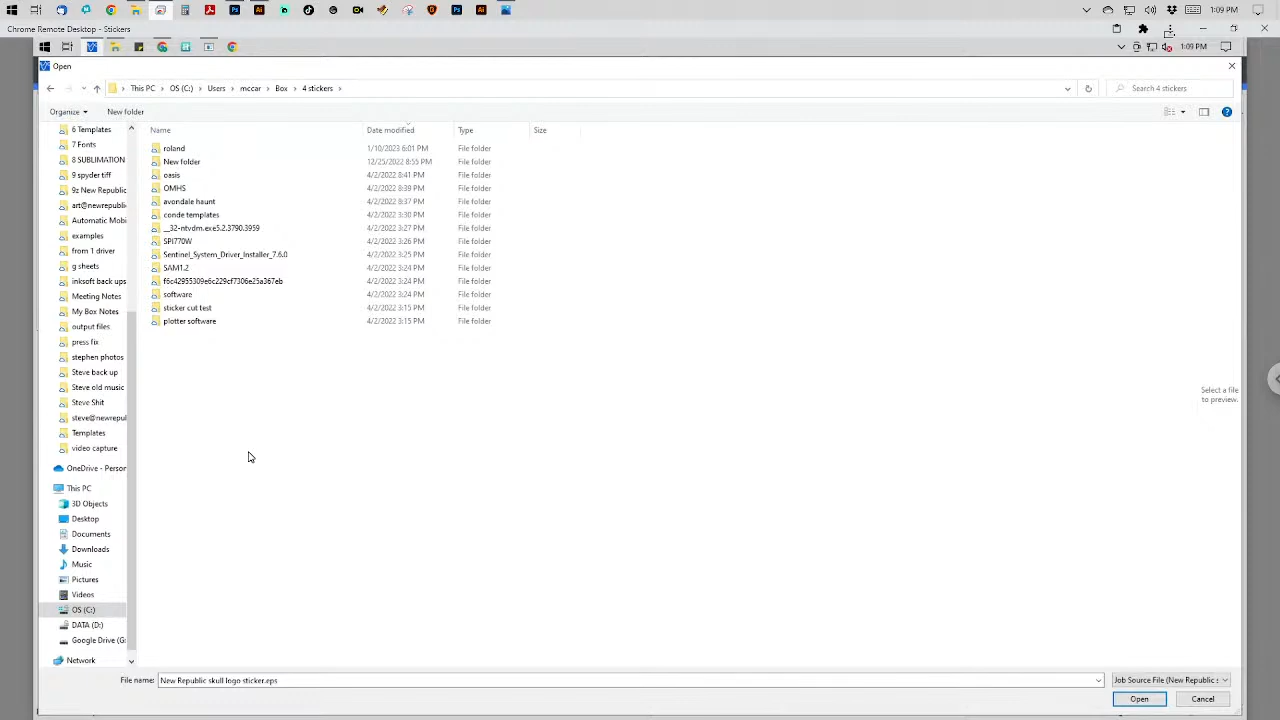 1:09 PM
Chrome Remote Desktop - Stickers
1:09 PM
Open
This PC > OS (C:) > Users > mccar > Box > 4 stickers >
Search 4 stickers
Organize
New folder
Name
Date modified
Type
Size
6 Templates
7 Fonts
8 SUBLIMATION
9 spyder tiff
9z New Republic
art@newrepublic
Automatic Mobi
examples
from 1 driver
g sheets
inksoft back ups
Meeting Notes
My Box Notes
output files
press fix
stephen photos
Steve back up
Steve old music
Steve Shit
steve@newrepul
Templates
video capture
OneDrive - Person
This PC
3D Objects
Desktop
Documents
Downloads
Music
Pictures
Videos
OS (C:)
DATA (D:)
Google Drive (G:
Network
roland 1/10/2023 6:01 PM File folder
New folder 12/25/2022 8:55 PM File folder
oasis 4/2/2022 8:41 PM File folder
OMHS 4/2/2022 8:39 PM File folder
avondale haunt 4/2/2022 8:37 PM File folder
conde templates 4/2/2022 3:30 PM File folder
__32-ntvdm.exe5.2.3790.3959 4/2/2022 3:27 PM File folder
SPI770W 4/2/2022 3:26 PM File folder
Sentinel_System_Driver_Installer_7.6.0 4/2/2022 3:25 PM File folder
SAM1.2 4/2/2022 3:24 PM File folder
f6c42955309e6c229cf7306e25a367eb 4/2/2022 3:24 PM File folder
software 4/2/2022 3:24 PM File folder
sticker cut test 4/2/2022 3:15 PM File folder
plotter software 4/2/2022 3:15 PM File folder
Select a file
to preview.
File name:
New Republic skull logo sticker.eps
Job Source File (New Republic s
Open
Cancel